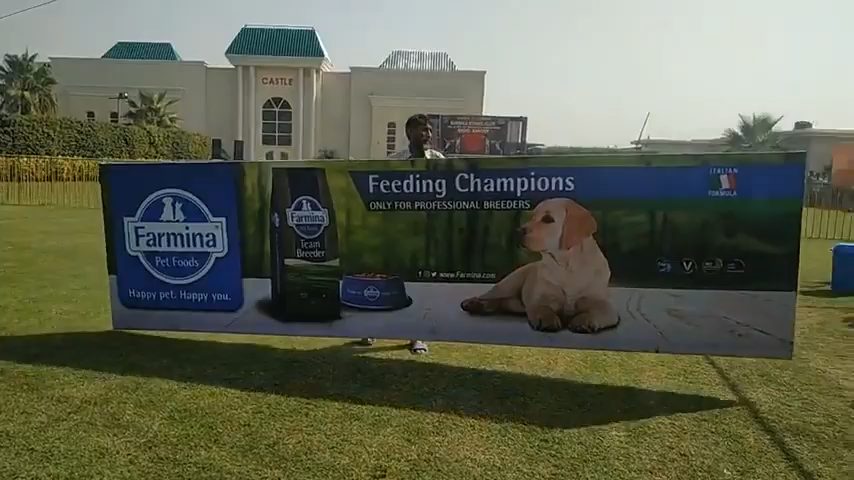 CASTLE
Feeding Champions
ONLY FOR PROFESSIONAL BREEDERS
ITALIAN
FORMULA
Farmina
Pet Foods
Happy pet. Happy you.
Farmina
Team
Breeder
www.Farmina.com